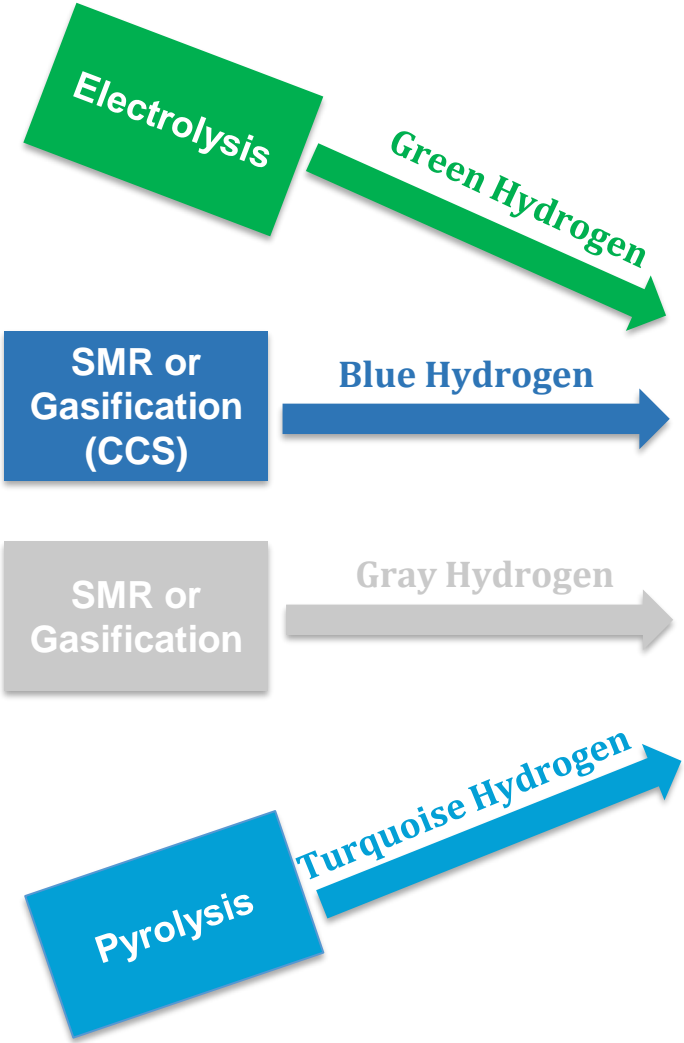 Electrolysis
Green Hydrogen
SMR or
Gasification
(CCS)
Blue Hydrogen
SMR or
Gasification
Gray Hydrogen
Pyrolysis
Turquoise Hydrogen